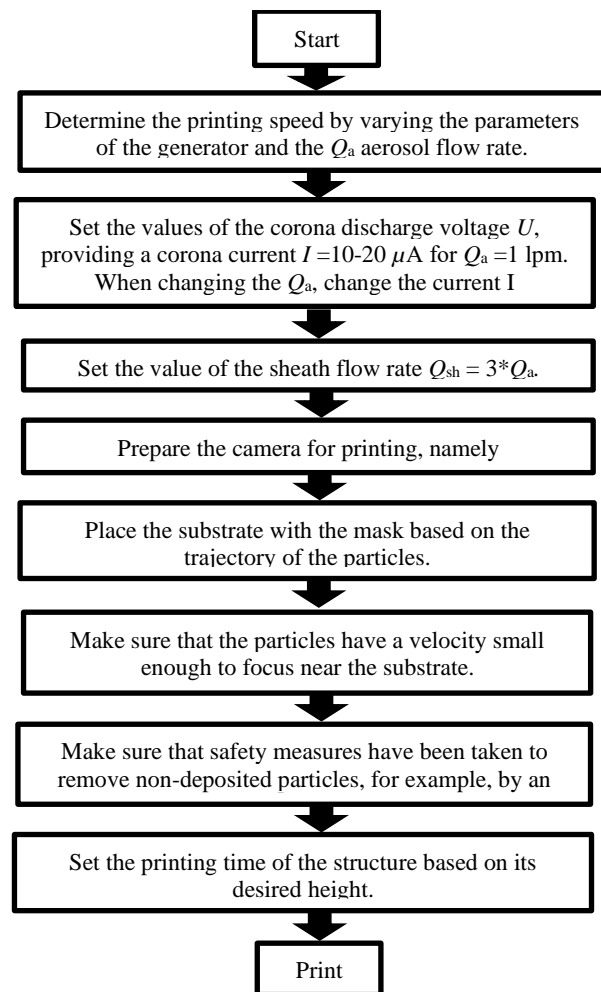 Start
Determine the printing speed by varying the parameters
of the generator and the Qa aerosol flow rate.
Set the values of the corona discharge voltage U,
providing a corona current I =10-20 µA for Qa =1 lpm.
When changing the Qa, change the current I
Set the value of the sheath flow rate Qsh = 3*Qa.
Prepare the camera for printing, namely
Place the substrate with the mask based on the
trajectory of the particles.
Make sure that the particles have a velocity small
enough to focus near the substrate.
Make sure that safety measures have been taken to
remove non-deposited particles, for example, by an
Set the printing time of the structure based on its
desired height.
Print